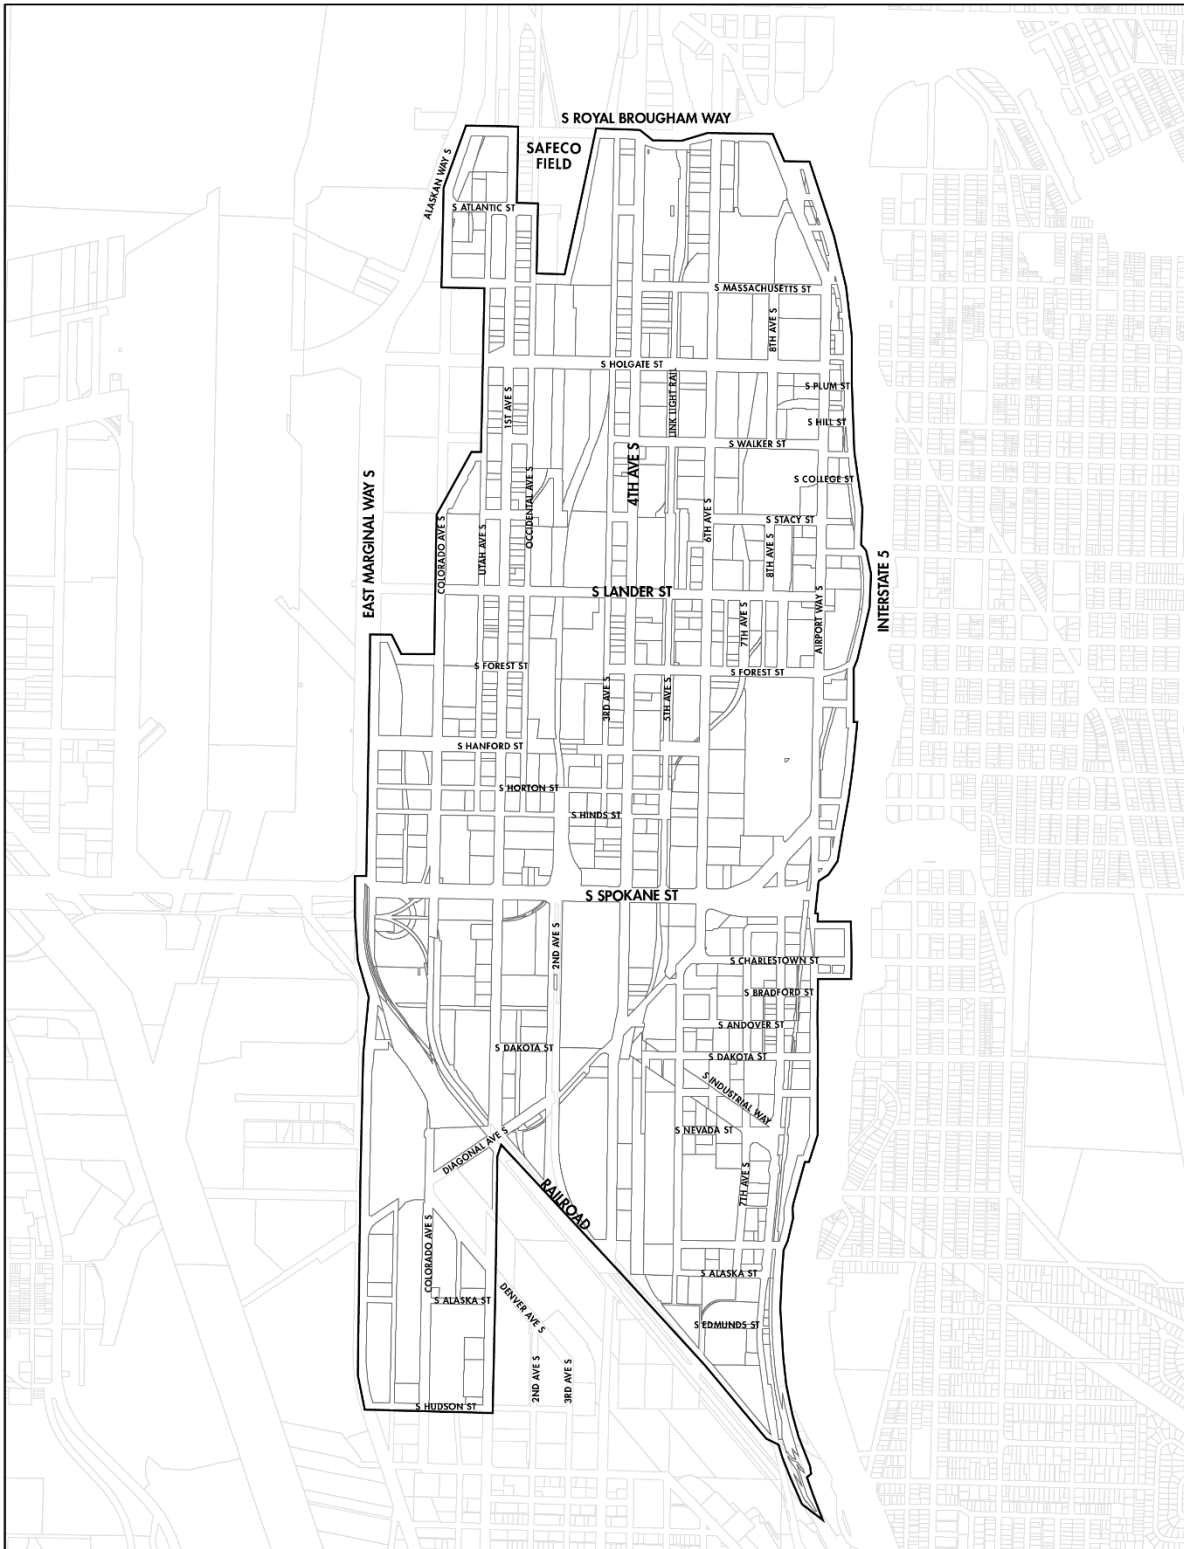 S ROYAL BROUGHAM WAY
SAFECO
FIELD
ALASKAN WAY S
S ATLANTIC ST
S MASSACHUSETTS ST
8TH AVE S
S HOLGATE ST
LINK LIGHT RAIL
S PLUM ST
1ST AVE S
S HILL ST
S WALKER ST
4TH AVE S
S COLLEGE ST
EAST MARGINAL WAY S
COLORADO AVE S
UTAH AVE S
OCCIDENTAL AVE S
6TH AVE S
S STACY ST
8TH AVE S
S LANDER ST
7TH AVE S
AIRPORT WAY S
INTERSTATE 5
S FOREST ST
S FOREST ST
3RD AVE S
5TH AVE S
S HANFORD ST
S HORTON ST
S HINDS ST
S SPOKANE ST
2ND AVE S
S CHARLESTOWN ST
S BRADFORD ST
S ANDOVER ST
S DAKOTA ST
S DAKOTA ST
S INDUSTRIAL WAY
S NEVADA ST
DIAGONAL AVE S
7TH AVE S
RAILROAD
COLORADO AVE S
S ALASKA ST
S ALASKA ST
DENVER AVE S
S EDMUNDS ST
2ND AVE S
3RD AVE S
S HUDSON ST